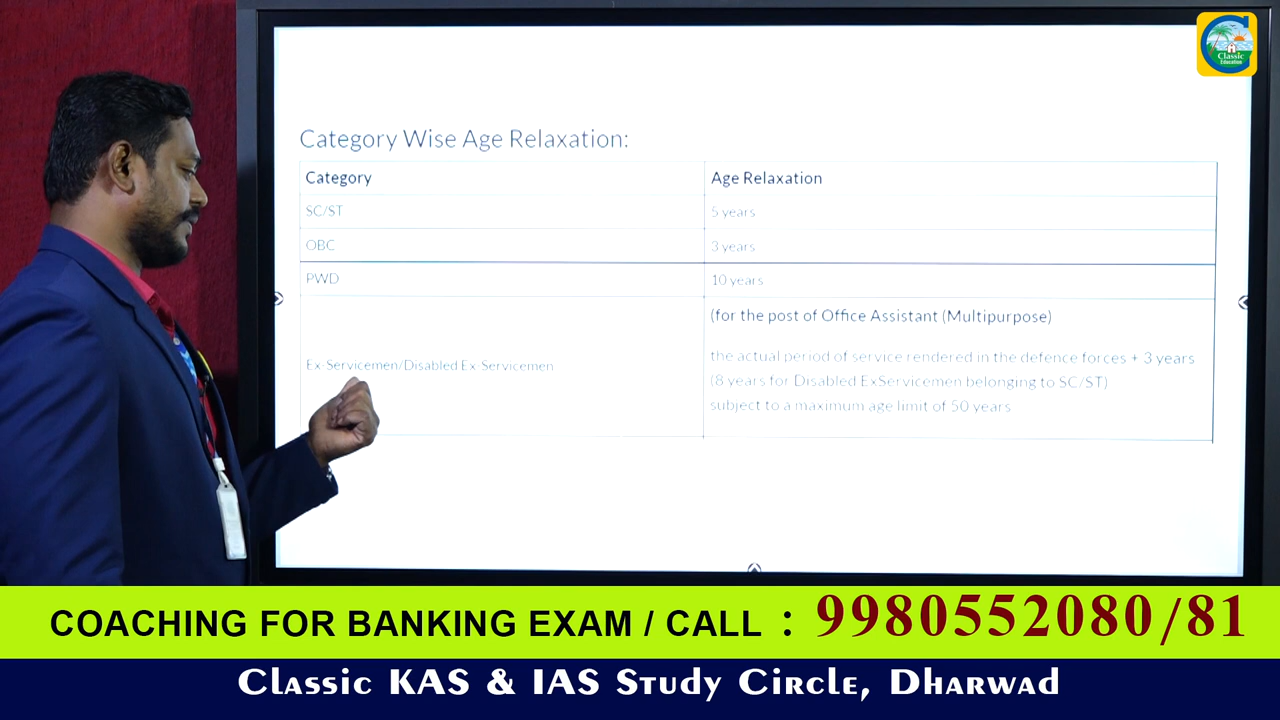 Classic
Education
Category Wise Age Relaxation:
Category
Age Relaxation
SC/ST
5 years
OBC
3 years
PWD
10 years
Ex-Servicemen/Disabled Ex-Servicemen
(for the post of Office Assistant (Multipurpose)
the actual period of service rendered in the defence forces + 3 years
(8 years for Disabled ExServicemen belonging to SC/ST)
subject to a maximum age limit of 50 years
COACHING FOR BANKING EXAM / CALL : 9980552080/81
Classic KAS & IAS Study Circle, Dharwad